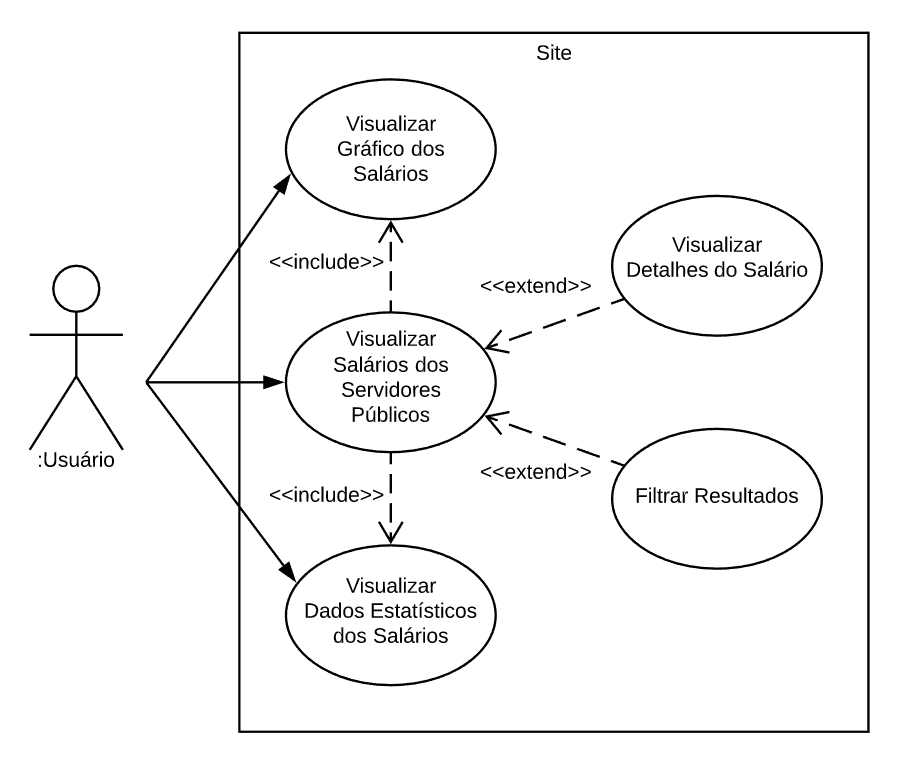 Site
Visualizar
Gráfico dos
Salários
<<include>>
Visualizar
Detalhes do Salário
<<extend>>
Visualizar
Salários dos
Servidores
Públicos
:Usuário
<<extend>>
Filtrar Resultados
<<include>>
Visualizar
Dados Estatísticos
dos Salários